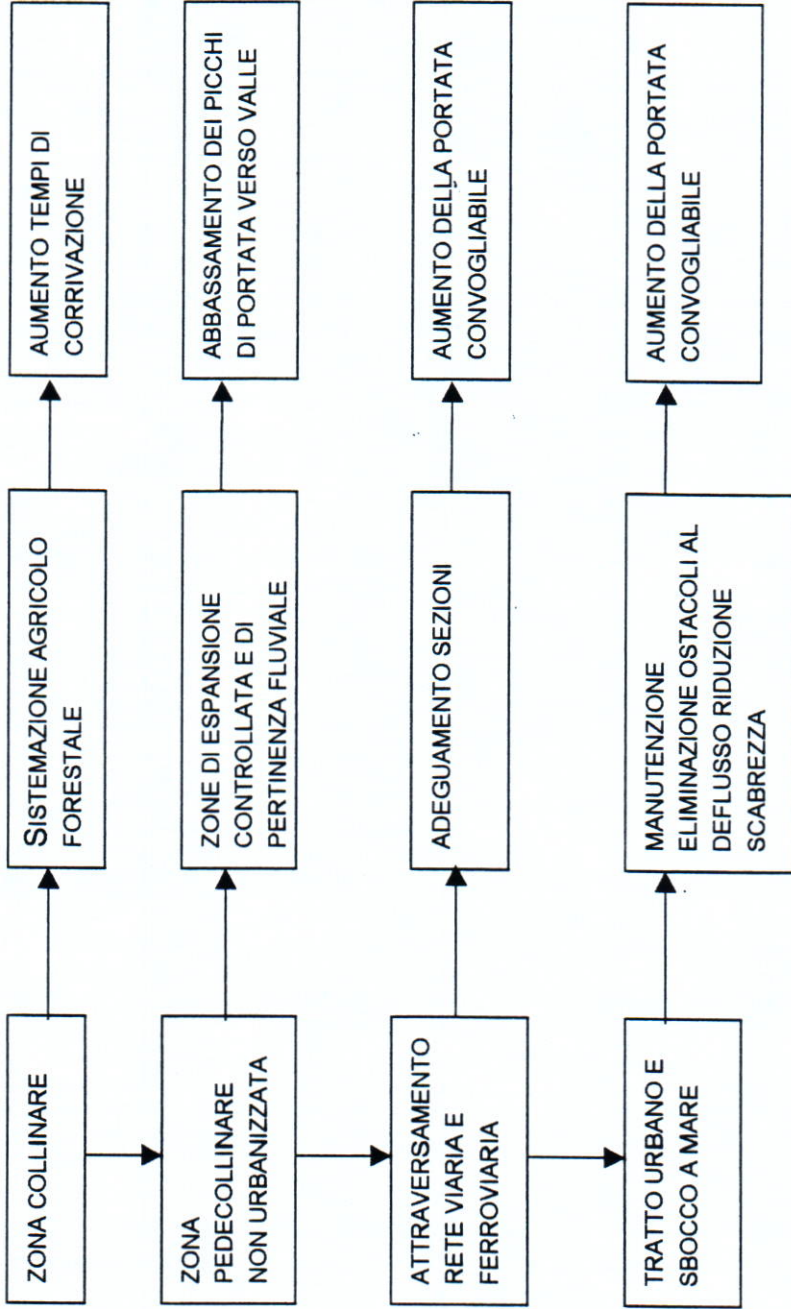 ZONA COLLINARE
SISTEMAZIONE AGRICOLO
FORESTALE
AUMENTO TEMPI DI
CORRIVAZIONE
ZONA
PEDECOLLINARE
NON URBANIZZATA
ZONE DI ESPANSIONE
CONTROLLATA E DI
PERTINENZA FLUVIALE
ABBASSAMENTO DEI PICCHI
DI PORTATA VERSO VALLE
ATTRAVERSAMENTO
RETE VIARIA E
FERROVIARIA
ADEGUAMENTO SEZIONI
AUMENTO DELLA PORTATA
CONVOGLIABILE
TRATTO URBANO E
SBOCCO A MARE
MANUTENZIONE
ELIMINAZIONE OSTACOLI AL
DEFLUSSO RIDUZIONE
SCABREZZA
AUMENTO DELLA PORTATA
CONVOGLIABILE